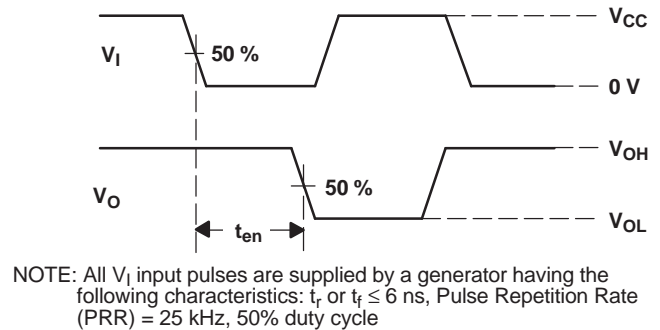 V_CC
V_I
50 %
0 V
V_OH
V_O
50 %
t_en
V_OL
NOTE: All V_I input pulses are supplied by a generator having the
following characteristics: t_r or t_f ≤ 6 ns, Pulse Repetition Rate
(PRR) = 25 kHz, 50% duty cycle